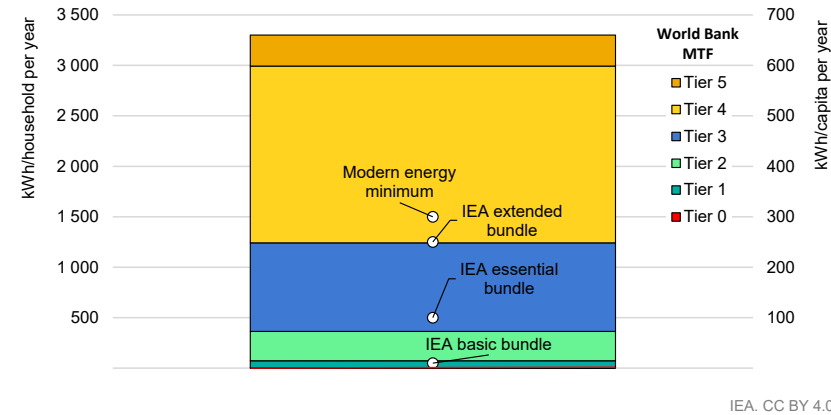 kWh/household per year
3 500
3 000
2 500
2 000
1 500
1 000
500
Modern energy
minimum
IEA extended
bundle
IEA essential
bundle
IEA basic bundle
World Bank
MTF
Tier 5
Tier 4
Tier 3
Tier 2
Tier 1
Tier 0
700
600
500
400
300
200
100
kWh/capita per year
IEA. CC BY 4.0